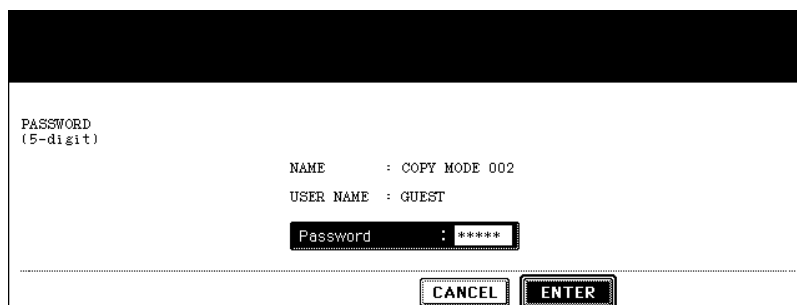 PASSWORD
(5-digit)
NAME : COPY MODE 002
USER NAME : GUEST
Password : *****
CANCEL ENTER